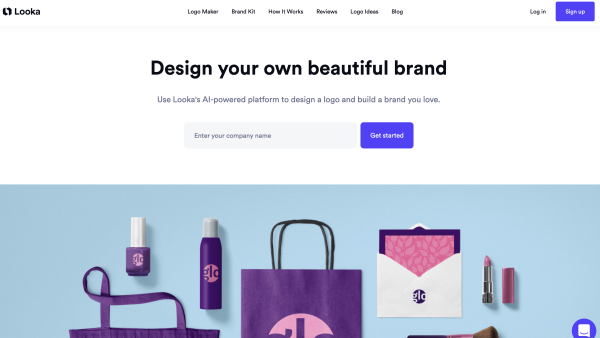 Looka
Logo Maker
Brand Kit
How It Works
Reviews
Logo Ideas
Blog
Log in
Sign up
Design your own beautiful brand
Use Looka's AI-powered platform to design a logo and build a brand you love.
Enter your company name
Get started
glo
glo
glo